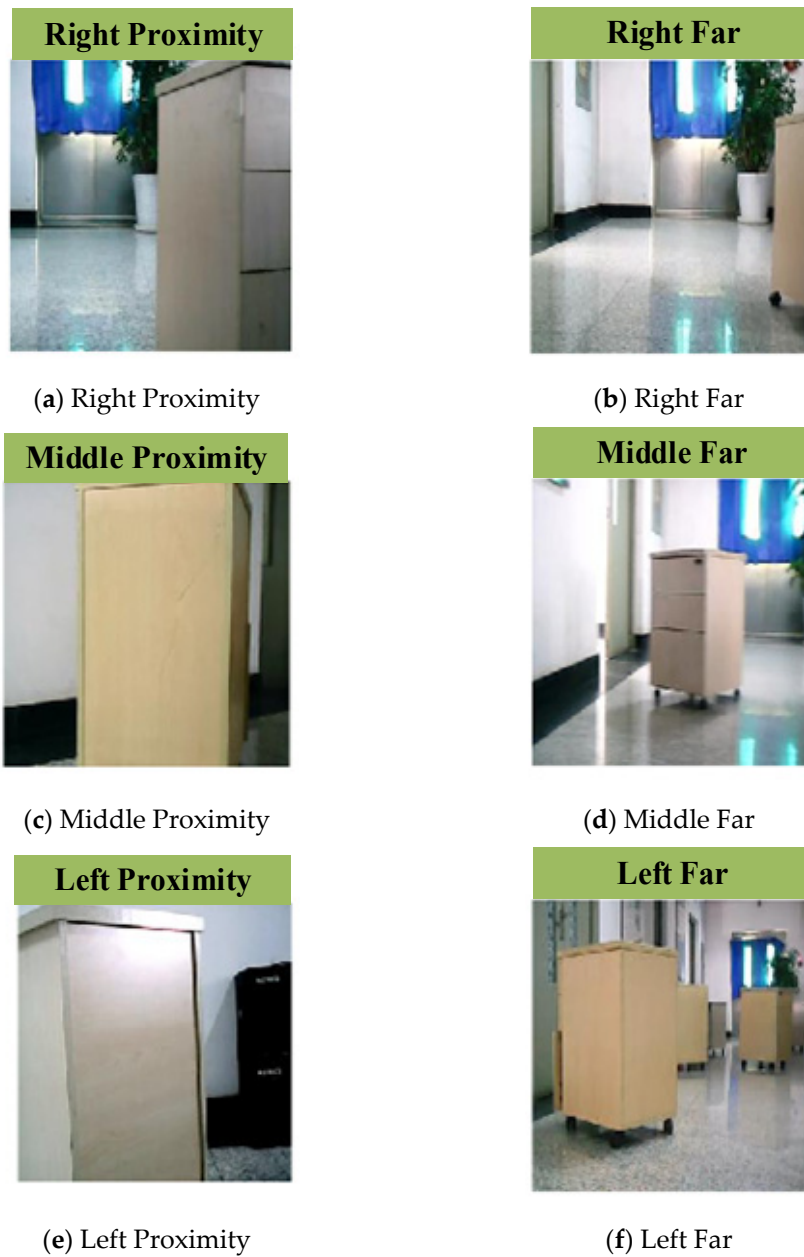 Right Proximity
Right Far
(a) Right Proximity
(b) Right Far
Middle Proximity
Middle Far
(c) Middle Proximity
(d) Middle Far
Left Proximity
Left Far
(e) Left Proximity
(f) Left Far